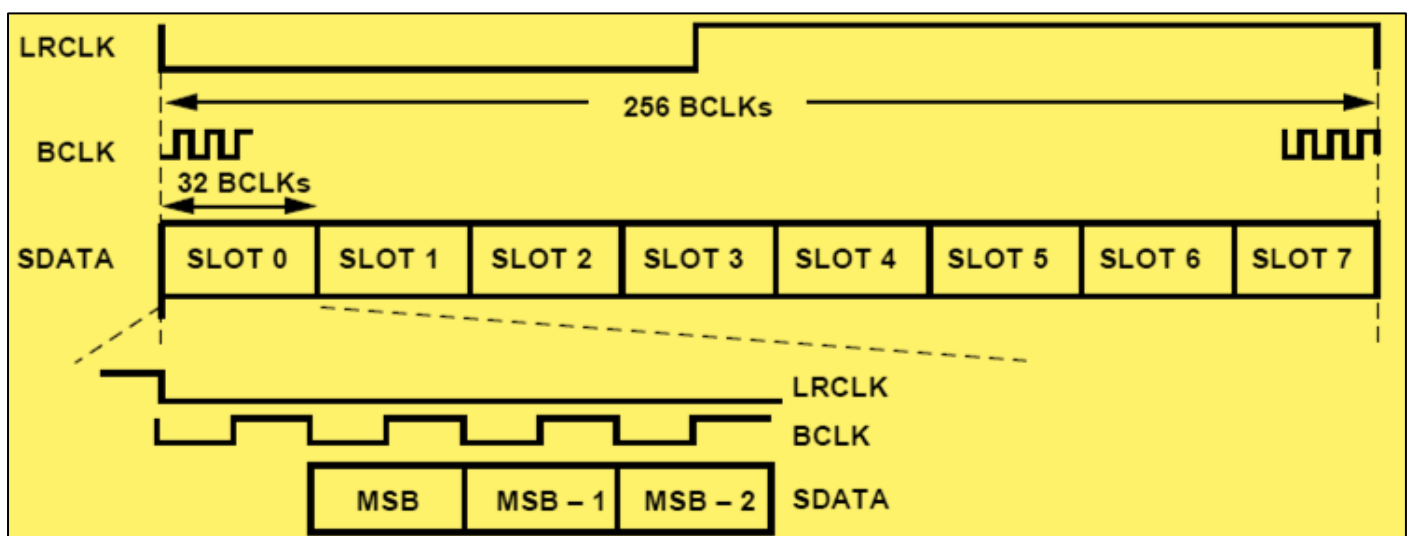 LRCLK
256 BCLKs
BCLK
32 BCLKs
SDATA SLOT 0 SLOT 1 SLOT 2 SLOT 3 SLOT 4 SLOT 5 SLOT 6 SLOT 7
LRCLK
BCLK
MSB MSB – 1 MSB – 2 SDATA